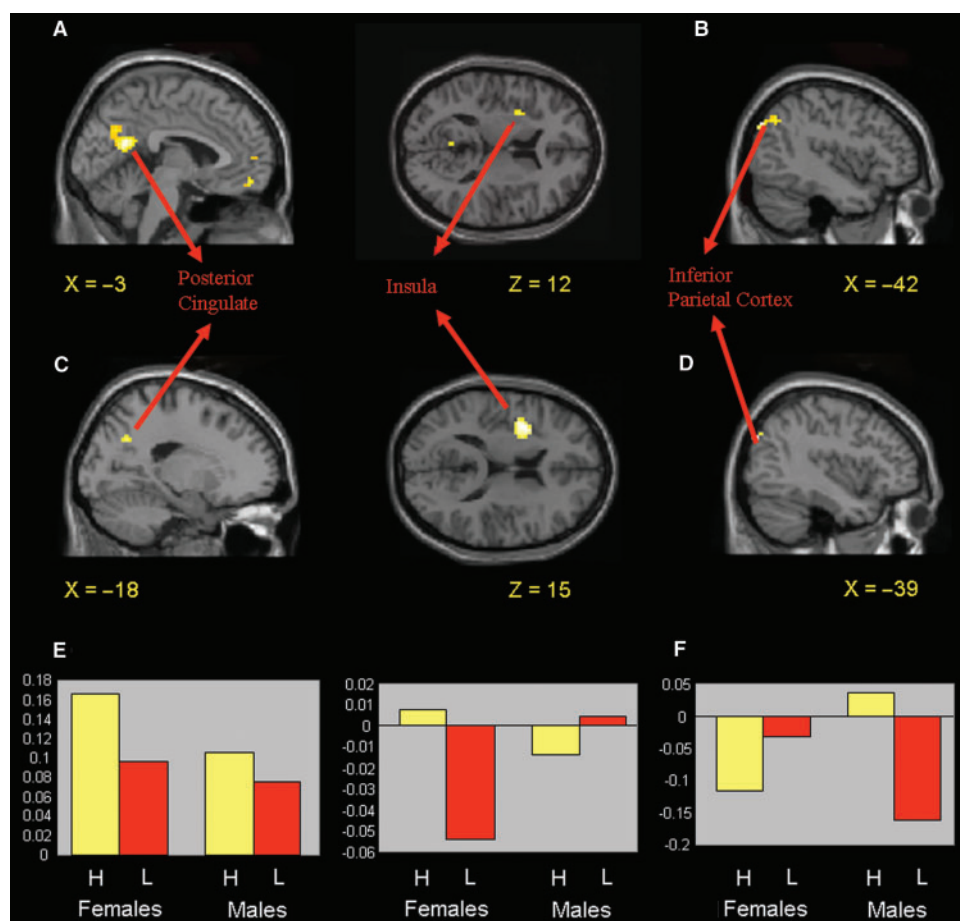 A
B
X = –3
Posterior
Cingulate
Insula
Z = 12
Inferior
Parietal Cortex
X = –42
C
D
X = –18
Z = 15
X = –39
E
F
0.18
0.16
0.14
0.12
0.1
0.08
0.06
0.04
0.02
0
H L H L
Females Males
0.02
0.01
0
-0.01
-0.02
-0.03
-0.04
-0.05
-0.06
H L H L
Females Males
0.05
0
-0.05
-0.1
-0.15
-0.2
H L H L
Females Males